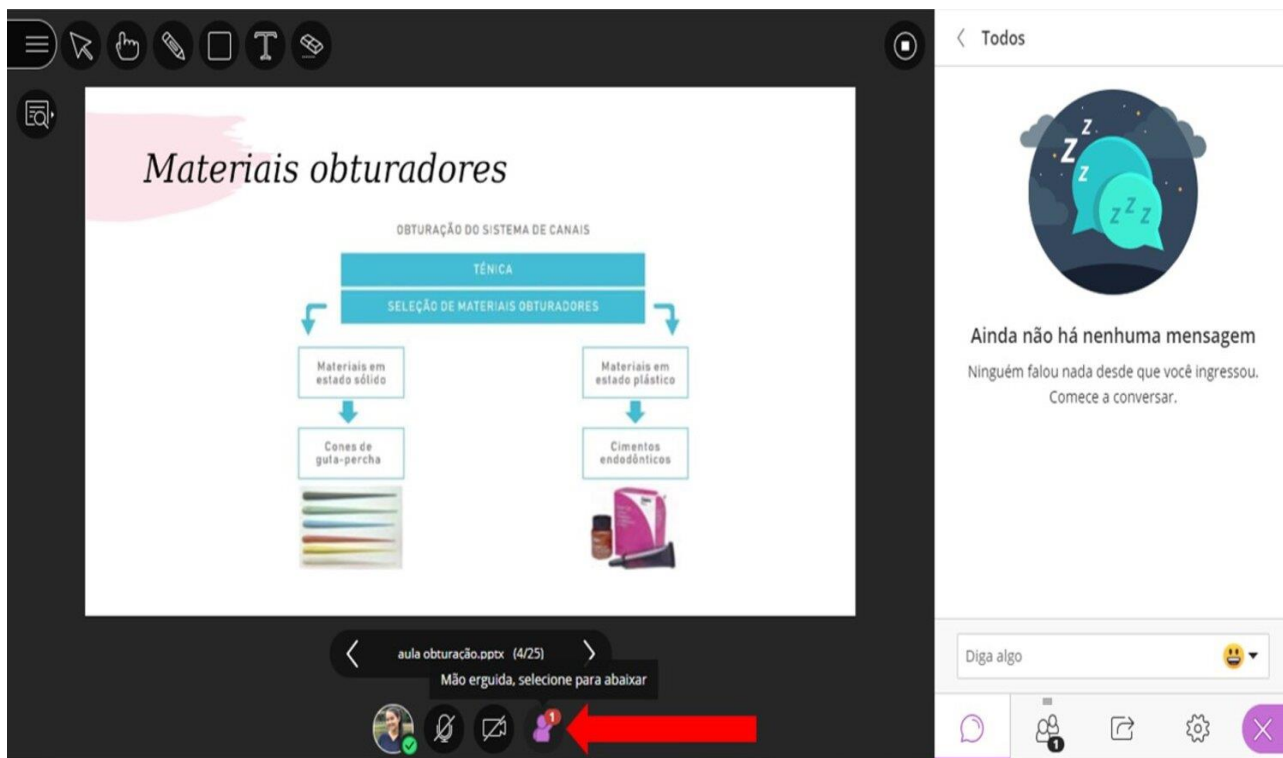 Materiais obturadores
OBTURAÇÃO DO SISTEMA DE CANAIS
TÉNICA
SELEÇÃO DE MATERIAIS OBTURADORES
Materiais em
estado sólido
Materiais em
estado plástico
Cones de
guta-percha
Cimentos
endodônticos
aula obturação.pptx (4/25)
Mão erguida, selecione para abaixar
1
Todos
Z
Z
Z
Z Z Z
Ainda não há nenhuma mensagem
Ninguém falou nada desde que você ingressou.
Comece a conversar.
Diga algo
1